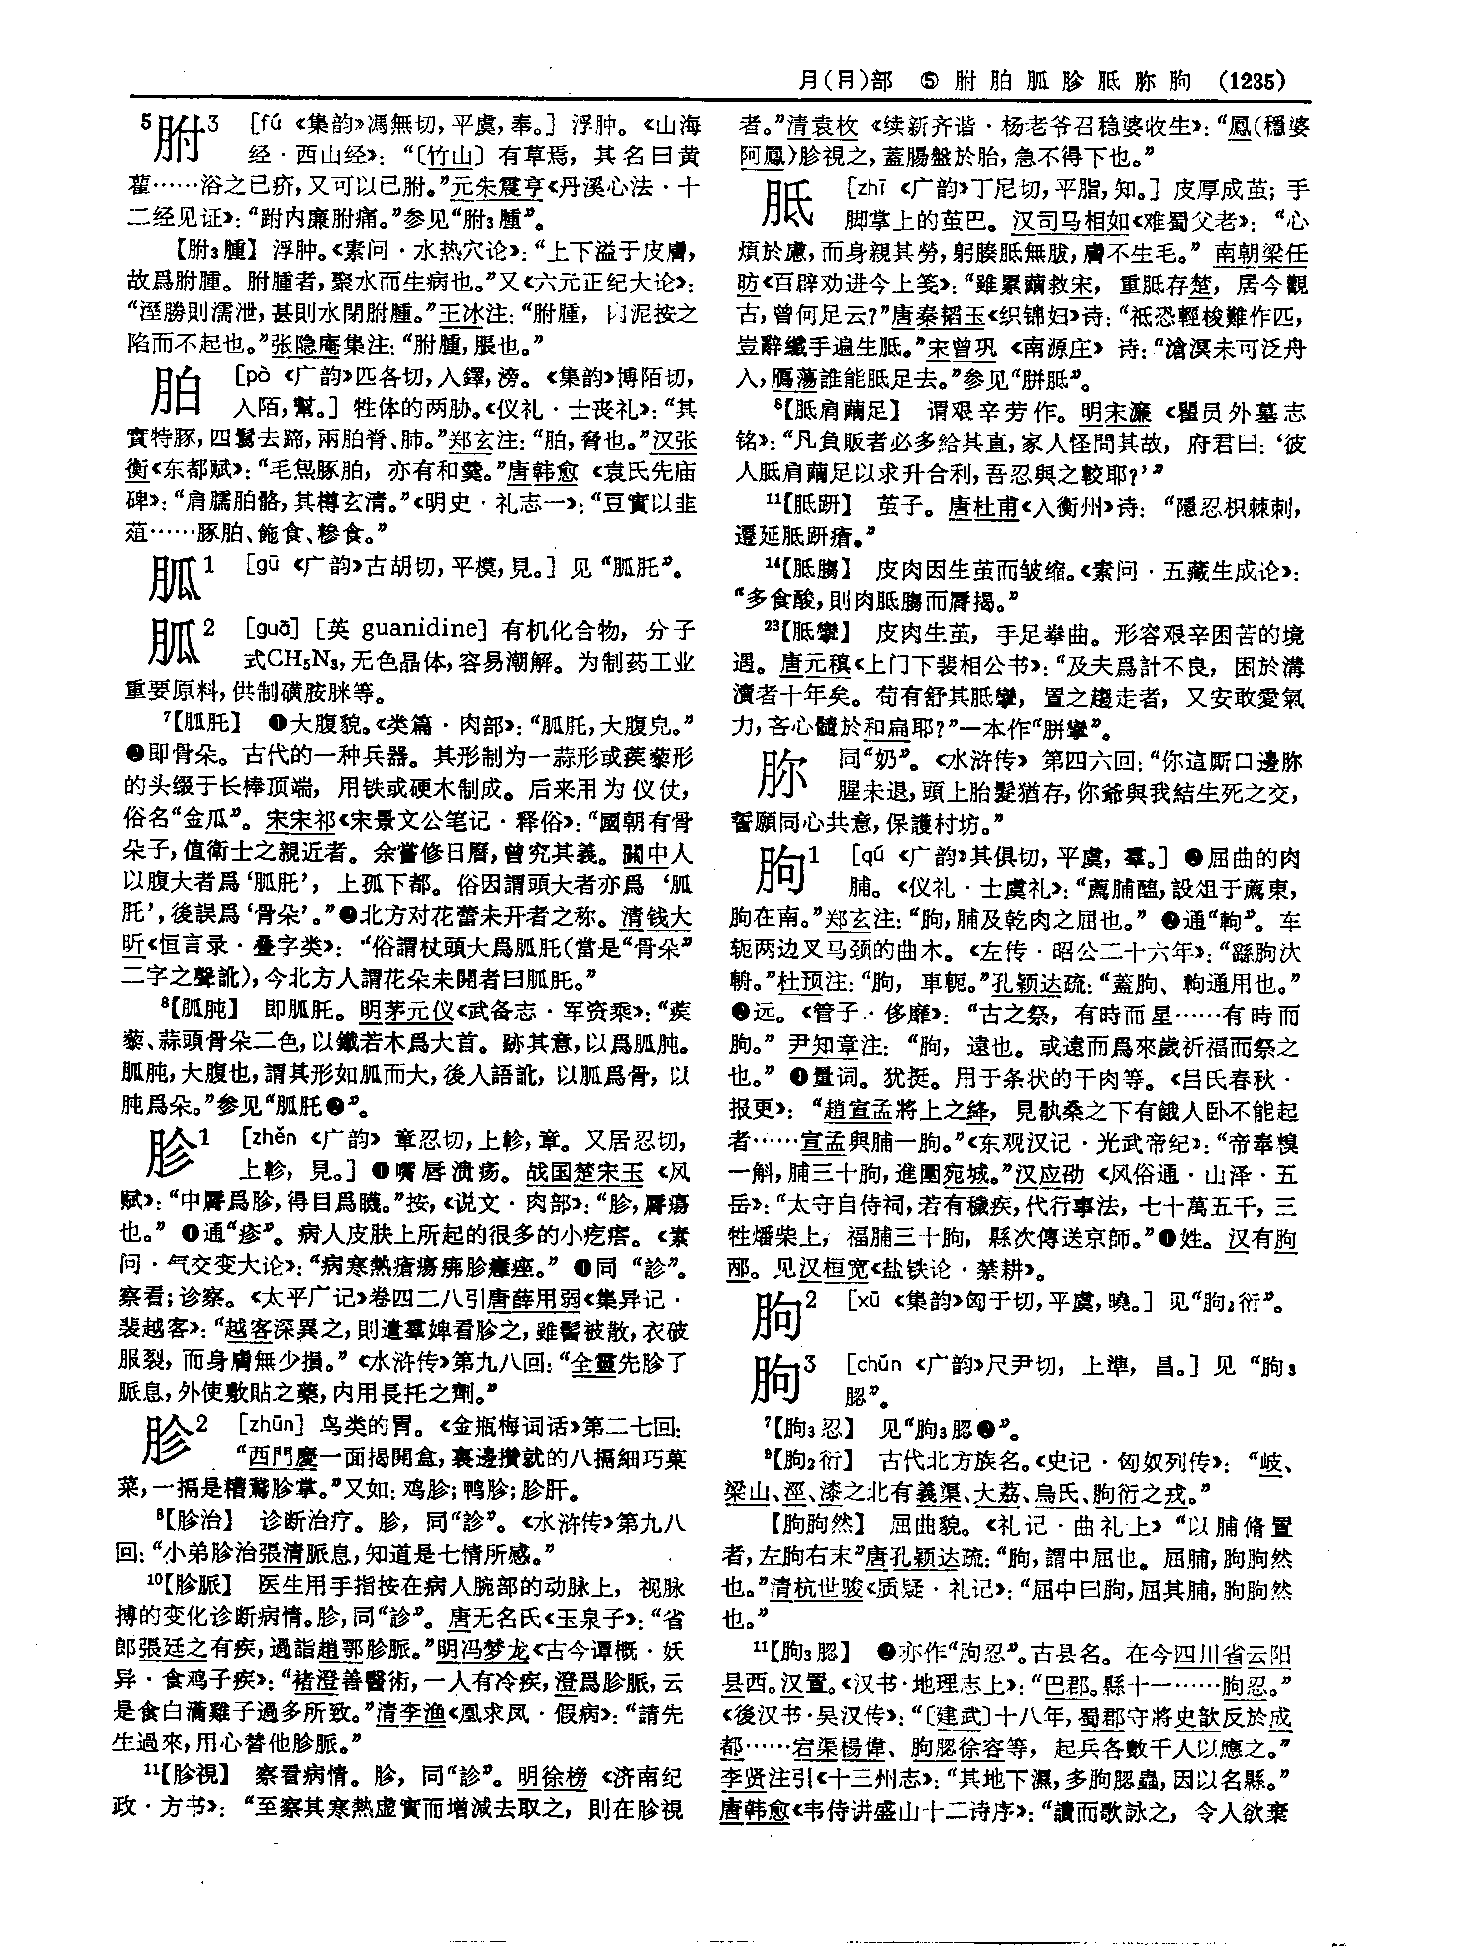 月(月)部 ⑤ 胕 胉 胍 胗 胝 胁 朐 (1235)
5胕3 [fú《集韵》馮無切,平虞,奉。] 浮肿。《山海
经·西山经》:“〔竹山〕有草焉,其名曰黄
雚……浴之已疥,又可以已胕。”元朱震亨《丹溪心法·十
二经见证》:“跗内廉胕痛。”参见“胕3腫”。
【胕3腫】 浮肿。《素问·水热穴论》:“上下溢于皮膚,
故爲胕腫。胕腫者,聚水而生病也。”又《六元正纪大论》:
“溼勝則濡泄,甚則水閉胕腫。”王冰注:“胕腫,肉泥按之
陷而不起也。”张隐庵集注:“胕腫,脹也。”
胉 [pò《广韵》匹各切,入鐸,滂。《集韵》博陌切,
入陌,幫。] 牲体的两胁。《仪礼·士丧礼》:“其
實特豚,四鬄去蹄,兩胉脊、肺。”郑玄注:“胉,脅也。”汉张
衡《东都赋》:“毛炰豚胉,亦有和羹。”唐韩愈《袁氏先庙
碑》:“肩臑胉骼,其樽玄清。”《明史·礼志一》:“豆實以韭
菹……豚胉、酏食、糝食。”
胍1 [gū《广韵》古胡切,平模,見。] 见“胍肟”。
胍2 [guā] [英 guanidine] 有机化合物,分子
式CH₅N₃,无色晶体,容易潮解。为制药工业
重要原料,供制磺胺脒等。
7【胍肟】 ❶大腹貌。《类篇·肉部》:“胍肟,大腹皃。”
❷即骨朵。古代的一种兵器。其形制为一蒜形或蒺藜形
的头缀于长棒顶端,用铁或硬木制成。后来用为仪仗,
俗名“金瓜”。宋宋祁《宋景文公笔记·释俗》:“國朝有骨
朵子,值衛士之親近者。余嘗修日曆,曾究其義。關中人
以腹大者爲‘胍肟’,上孤下都。俗因謂頭大者亦爲‘胍
肟’,後誤爲‘骨朵’。”❸北方对花蕾未开者之称。清钱大
昕《恒言录·叠字类》:“俗謂杖頭大爲胍肟(當是“骨朵”
二字之聲訛),今北方人謂花朵未開者曰胍肟。”
8【胍肫】 即胍肟。明茅元仪《武备志·军资乘》:“蒺
藜、蒜頭骨朵二色,以鐵若木爲大首。跡其意,以爲胍肫。
胍肫,大腹也,謂其形如胍而大,後人語訛,以胍爲骨,以
肫爲朵。”参见“胍肟❷”。
胗1 [zhěn《广韵》章忍切,上軫,章。又居忍切,
上軫,見。] ❶嘴唇溃疡。战国楚宋玉《风
赋》:“中脣爲胗,得目爲蔑。”按,《说文·肉部》:“胗,脣瘍
也。” ❷通“疹”。病人皮肤上所起的很多的小疙瘩。《素
问·气交变大论》:“病寒熱瘡瘍疿胗癰痤。” ❸同“診”。
察看;诊察。《太平广记》卷四二八引唐薛用弱《集异记·
裴越客》:“越客深異之,則遣羣婢看胗之,雖髻被散,衣破
服裂,而身膚無少損。”《水浒传》第九八回:“全靈先胗了
脈息,外使敷貼之藥,内用長托之劑。”
胗2 [zhūn] 鸟类的胃。《金瓶梅词话》第二七回:
“西門慶一面揭開盒,裏邊攢就的八槅細巧菓
菜,一槅是糟鵞胗掌。”又如:鸡胗;鸭胗;胗肝。
8【胗治】 诊断治疗。胗,同“診”。《水浒传》第九八
回:“小弟胗治張清脈息,知道是七情所感。”
10【胗脈】 医生用手指按在病人腕部的动脉上,视脉
搏的变化诊断病情。胗,同“診”。唐无名氏《玉泉子》:“省
郎張廷之有疾,過詣趙鄂胗脈。”明冯梦龙《古今谭概·妖
异·食鸡子疾》:“褚澄善醫術,一人有冷疾,澄爲胗脈,云
是食白瀹雞子過多所致。”清李渔《凰求凤·假病》:“請先
生過來,用心替他胗脈。”
11【胗視】 察看病情。胗,同“診”。明徐榜《济南纪
政·方书》:“至察其寒熱虚實而增減去取之,則在胗視
者。”清袁枚《续新齐谐·杨老爷召稳婆收生》:“鳳(穩婆
阿鳳)胗視之,蓋腸盤於胎,急不得下也。”
胝 [zhī《广韵》丁尼切,平脂,知。] 皮厚成茧;手
脚掌上的茧巴。汉司马相如《难蜀父老》:“心
煩於慮,而身親其勞,躬腠胝無胈,膚不生毛。” 南朝梁任
昉《百辟劝进今上笺》:“雖累繭救宋,重胝存楚,居今觀
古,曾何足云?”唐秦韬玉《织锦妇》诗:“祇恐輕梭難作匹,
豈辭纖手遍生胝。”宋曾巩《南源庄》诗:“滄溟未可泛舟
入,鴈蕩誰能胝足去。”参见“胼胝”。
6【胝肩繭足】 谓艰辛劳作。明宋濂《瞿员外墓志
铭》:“凡負販者必多給其直,家人怪問其故,府君曰:‘彼
人胝肩繭足以求升合利,吾忍與之較耶?’”
11【胝趼】 茧子。唐杜甫《入衡州》诗:“隱忍枳棘刺,
遷延胝趼瘡。”
14【胝䐢】 皮肉因生茧而皱缩。《素问·五藏生成论》:
“多食酸,則肉胝䐢而脣揭。”
23【胝攣】 皮肉生茧,手足拳曲。形容艰辛困苦的境
遇。唐元稹《上门下裴相公书》:“及夫爲計不良,困於溝
瀆者十年矣。苟有舒其胝攣,置之趨走者,又安敢愛氣
力,吝心髓於和扁耶?”一本作“胼攣”。
同“奶”。《水浒传》第四六回:“你這厮口邊
腥未退,頭上胎髮猶存,你爺與我結生死之交,
誓願同心共意,保護村坊。”
朐1 [qú《广韵》其俱切,平虞,羣。] ❶屈曲的肉
脯。《仪礼·士虞礼》:“薦脯醢,設俎于薦東,
朐在南。”郑玄注:“朐,脯及乾肉之屈也。” ❷通“軥”。车
轭两边叉马颈的曲木。《左传·昭公二十六年》:“繇朐汏
輈。”杜预注:“朐,車軛。”孔颖达疏:“蓋朐、軥通用也。”
❸远。《管子·侈靡》:“古之祭,有時而星……有時而
朐。” 尹知章注:“朐,遠也。或遠而爲來歲祈福而祭之
也。” ❹量词。犹挺。用于条状的干肉等。《吕氏春秋·
报更》:“趙宣孟將上之絳,見骩桑之下有餓人卧不能起
者……宣孟與脯一朐。”《东观汉记·光武帝纪》:“帝奉糗
一斛,脯三十朐,進圍宛城。”汉应劭《风俗通·山泽·五
岳》:“太守自侍祠,若有穢疾,代行事法,七十萬五千,三
牲燔柴上,福脯三十朐,縣次傳送京師。”❺姓。汉有朐
邴。见汉桓宽《盐铁论·禁耕》。
朐2 [xū《集韵》匈于切,平虞,曉。] 见“朐2衍”。
朐3 [chǔn《广韵》尺尹切,上準,昌。] 见“朐3
䏰”。
7【朐3忍】 见“朐3䏰❶”。
9【朐2衍】 古代北方族名。《史记·匈奴列传》:“岐、
梁山、涇、漆之北有義渠、大荔、烏氏、朐衍之戎。”
【朐朐然】 屈曲貌。《礼记·曲礼上》“以脯脩置
者,左朐右末”唐孔颖达疏:“朐,謂中屈也。屈脯,朐朐然
也。”清杭世骏《质疑·礼记》:“屈中曰朐,屈其脯,朐朐然
也。”
11【朐3䏰】 ❶亦作“朐忍”。古县名。在今四川省云阳
县西。汉置。《汉书·地理志上》:“巴郡。縣十一……朐忍。”
《後汉书·吴汉传》:“〔建武〕十八年,蜀郡守將史歆反於成
都……宕渠楊偉、朐䏰徐容等,起兵各數千人以應之。”
李贤注引《十三州志》:“其地下濕,多朐䏰蟲,因以名縣。”
唐韩愈《韦侍讲盛山十二诗序》:“讀而歌詠之,令人欲棄